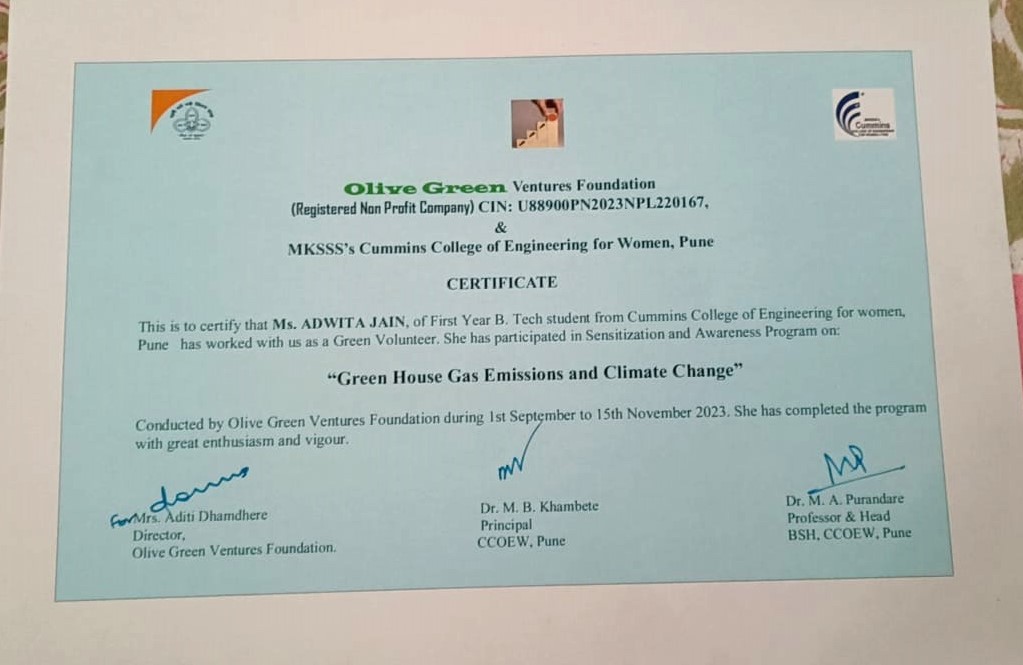 Cummins
Olive Green Ventures Foundation
(Registered Non Profit Company) CIN: U88900PN2023NPL220167,
&
MKSSS's Cummins College of Engineering for Women, Pune
CERTIFICATE
This is to certify that Ms. ADWITA JAIN, of First Year B. Tech student from Cummins College of Engineering for women,
Pune has worked with us as a Green Volunteer. She has participated in Sensitization and Awareness Program on:
“Green House Gas Emissions and Climate Change”
Conducted by Olive Green Ventures Foundation during 1st September to 15th November 2023. She has completed the program
with great enthusiasm and vigour.
For Mrs. Aditi Dhamdhere
Director,
Olive Green Ventures Foundation.
Dr. M. B. Khambete
Principal
CCOEW, Pune
Dr. M. A. Purandare
Professor & Head
BSH, CCOEW, Pune